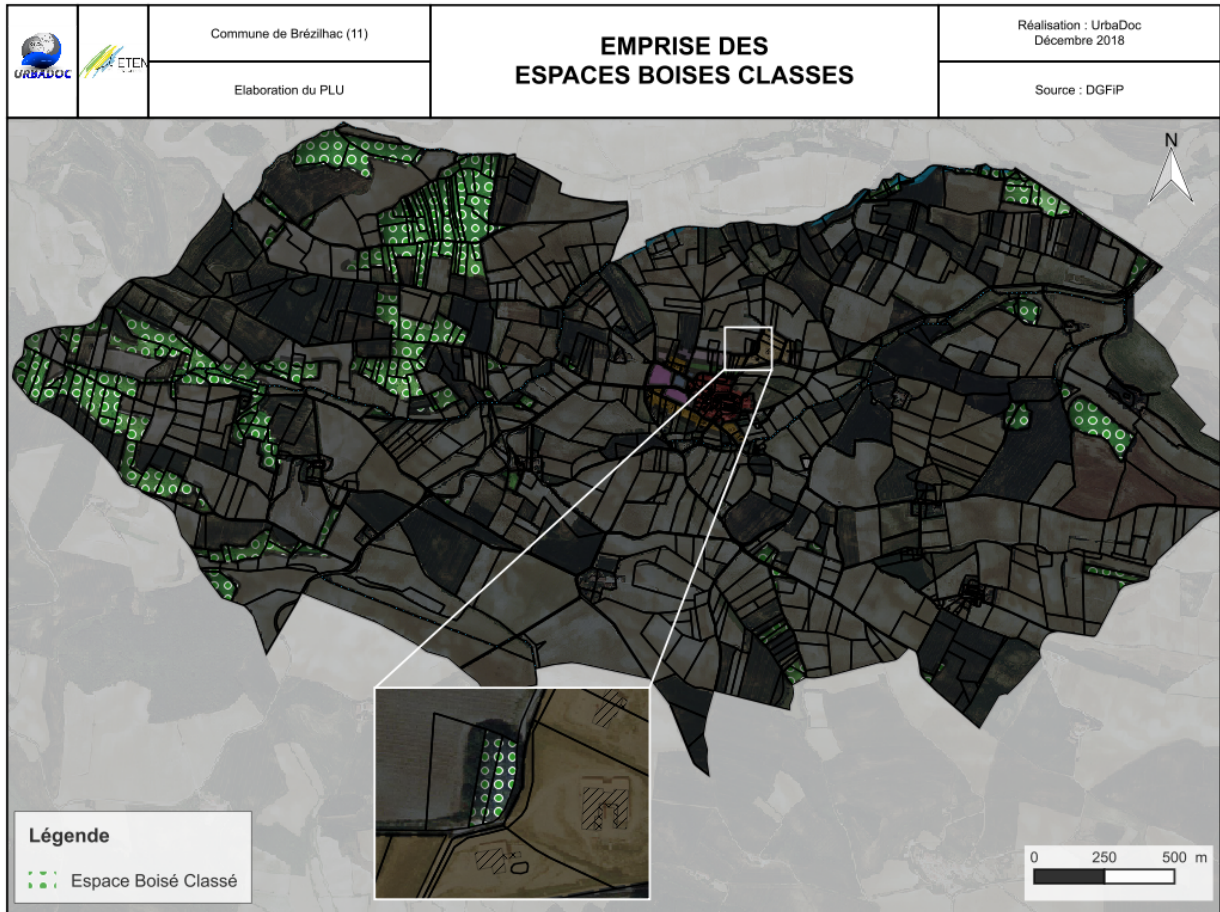 URBADOC
ETEN
Commune de Brézilhac (11)
Elaboration du PLU
EMPRISE DES
ESPACES BOISES CLASSES
Réalisation : UrbaDoc
Décembre 2018
Source : DGFiP
N
Légende
Espace Boisé Classé
0 250 500 m